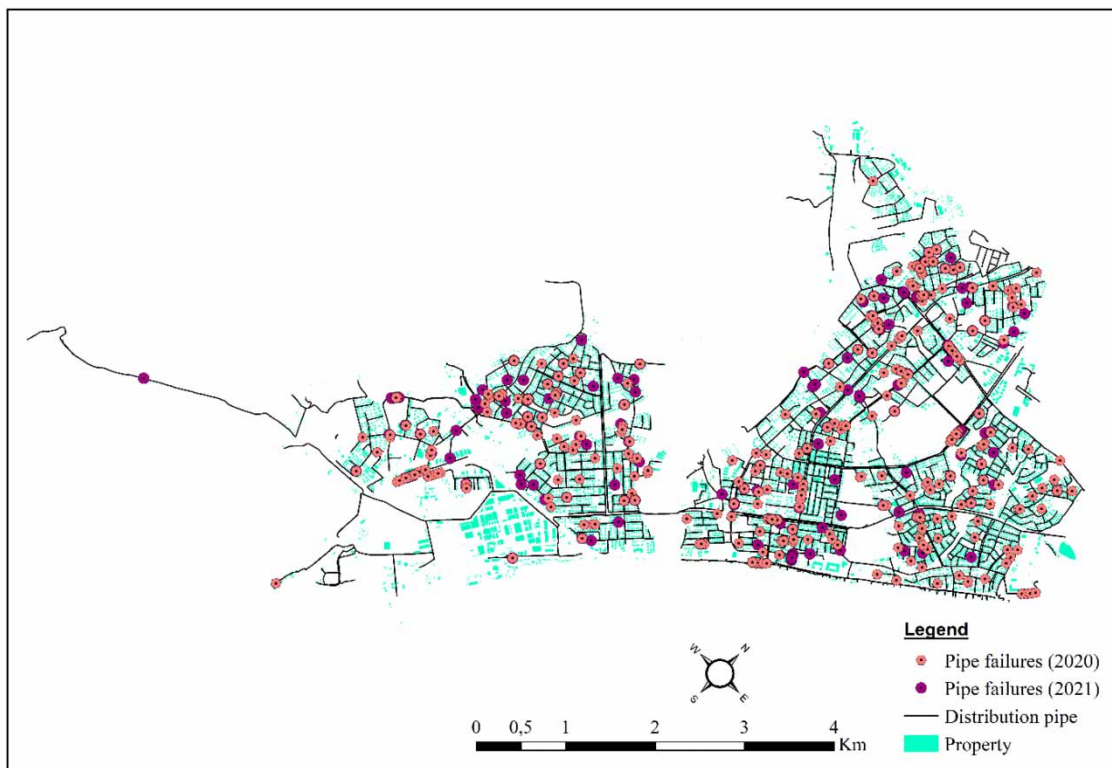 W N
S E
0 0,5 1 2 3 4
Km
Legend
Pipe failures (2020)
Pipe failures (2021)
Distribution pipe
Property